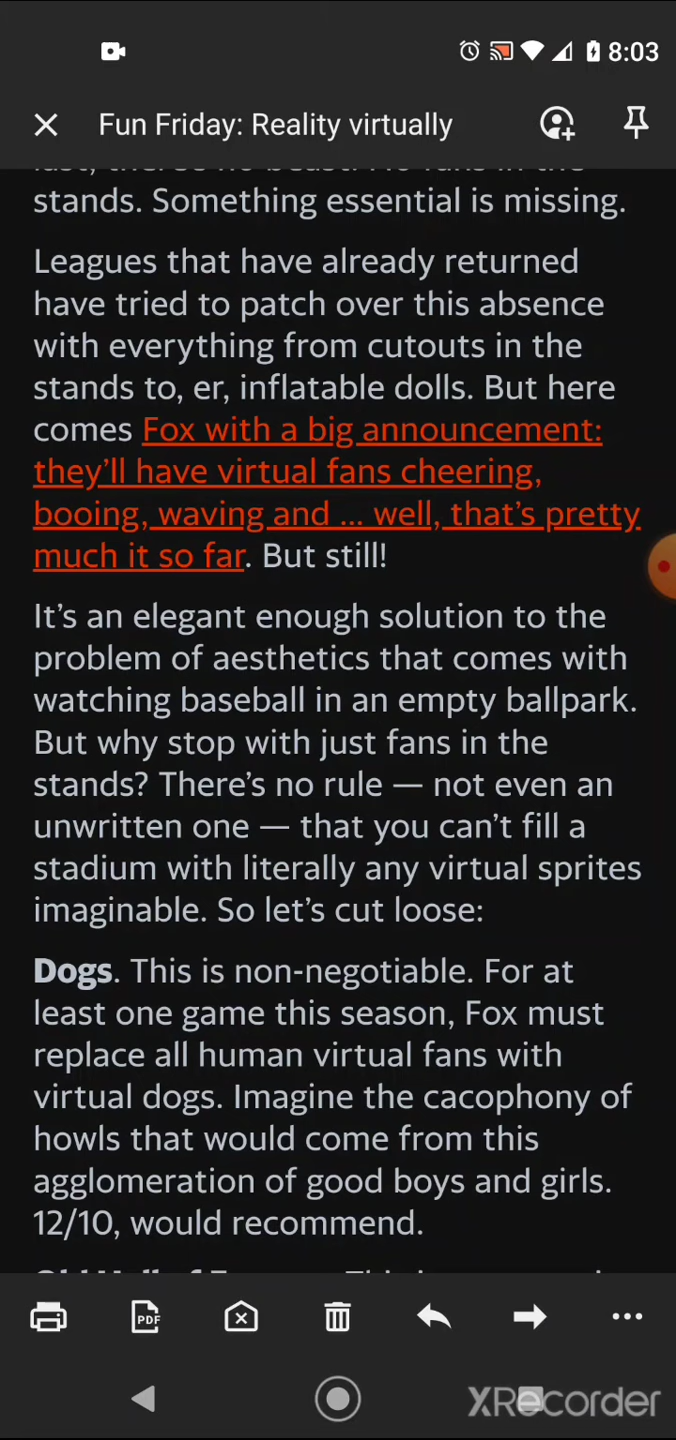 8:03
Fun Friday: Reality virtually
stands. Something essential is missing.
Leagues that have already returned
have tried to patch over this absence
with everything from cutouts in the
stands to, er, inflatable dolls. But here
comes Fox with a big announcement:
they’ll have virtual fans cheering,
booing, waving and ... well, that’s pretty
much it so far. But still!
It’s an elegant enough solution to the
problem of aesthetics that comes with
watching baseball in an empty ballpark.
But why stop with just fans in the
stands? There’s no rule — not even an
unwritten one — that you can’t fill a
stadium with literally any virtual sprites
imaginable. So let’s cut loose:
Dogs. This is non-negotiable. For at
least one game this season, Fox must
replace all human virtual fans with
virtual dogs. Imagine the cacophony of
howls that would come from this
agglomeration of good boys and girls.
12/10, would recommend.
PDF
XRecorder